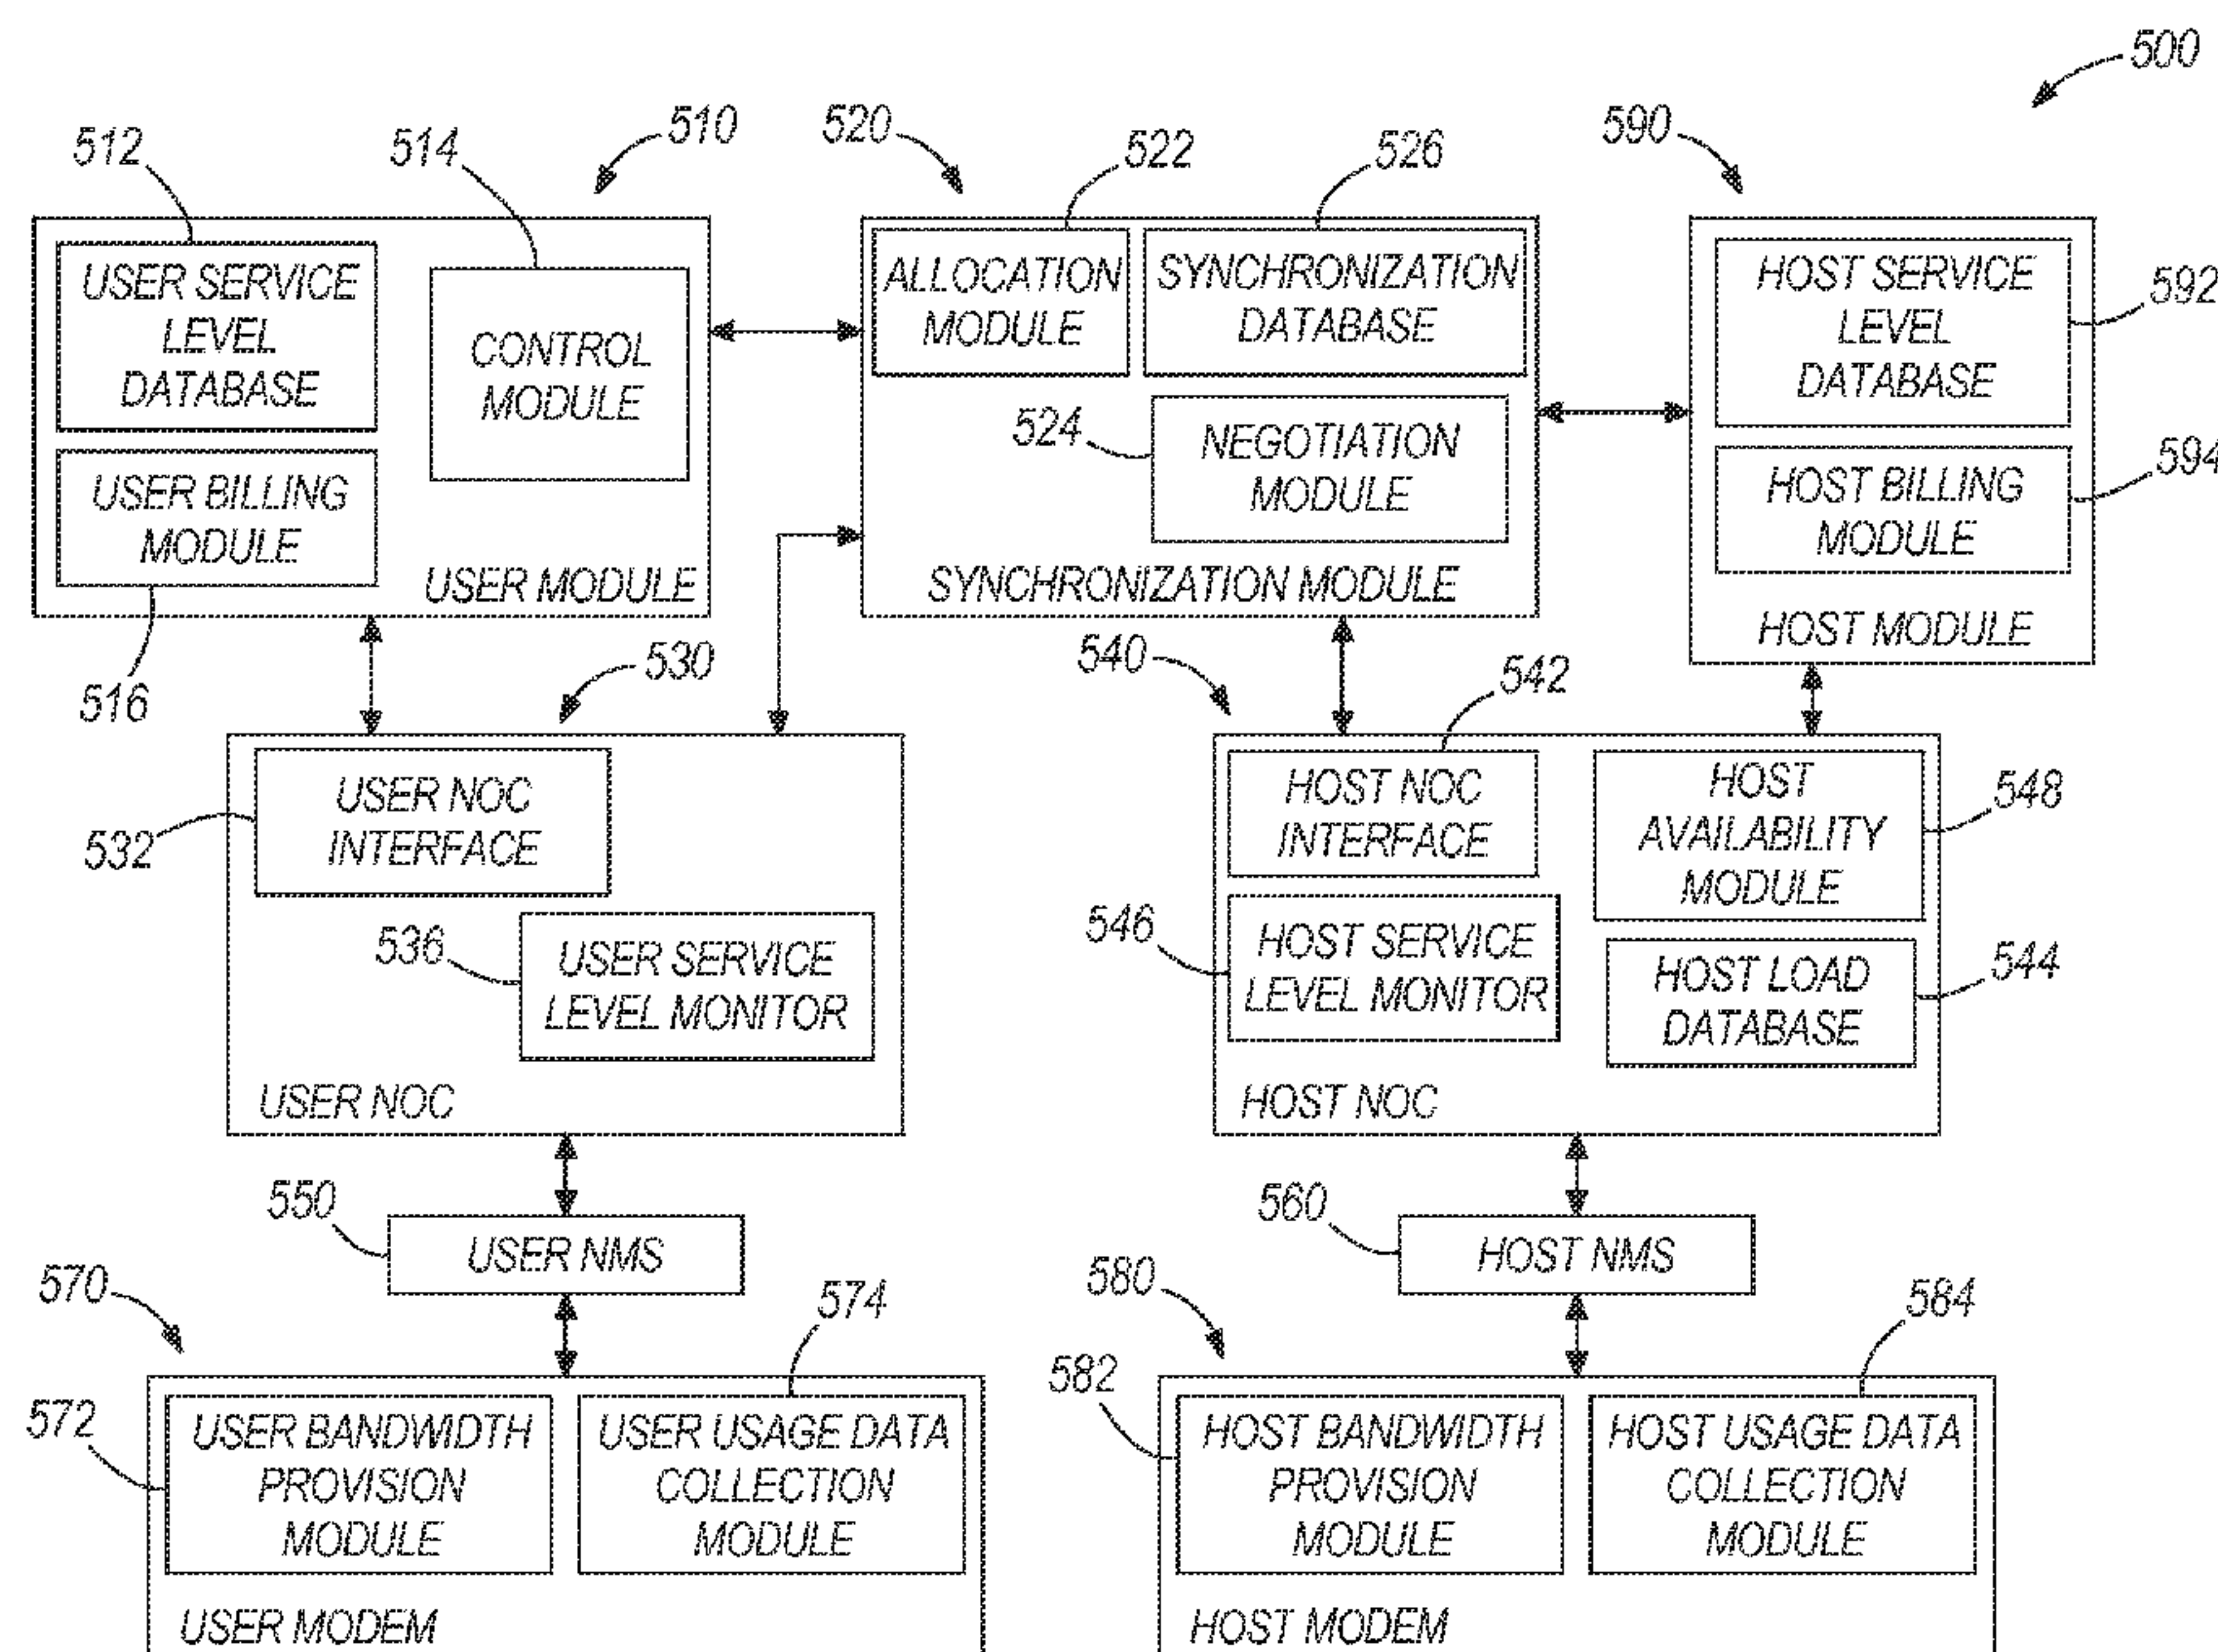 500
510
520
590
512
514
522
526
USER SERVICE
LEVEL
DATABASE
CONTROL
MODULE
USER BILLING
MODULE
USER MODULE
516
ALLOCATION
MODULE
SYNCHRONIZATION
DATABASE
524
NEGOTIATION
MODULE
SYNCHRONIZATION MODULE
HOST SERVICE
LEVEL
DATABASE
592
HOST BILLING
MODULE
594
HOST MODULE
530
540
542
USER NOC
INTERFACE
532
536
USER SERVICE
LEVEL MONITOR
USER NOC
HOST NOC
INTERFACE
HOST
AVAILABILITY
MODULE
548
546
HOST SERVICE
LEVEL MONITOR
HOST LOAD
DATABASE
544
HOST NOC
550
USER NMS
560
HOST NMS
570
574
572
USER BANDWIDTH
PROVISION
MODULE
USER USAGE DATA
COLLECTION
MODULE
USER MODEM
580
584
582
HOST BANDWIDTH
PROVISION
MODULE
HOST USAGE DATA
COLLECTION
MODULE
HOST MODEM